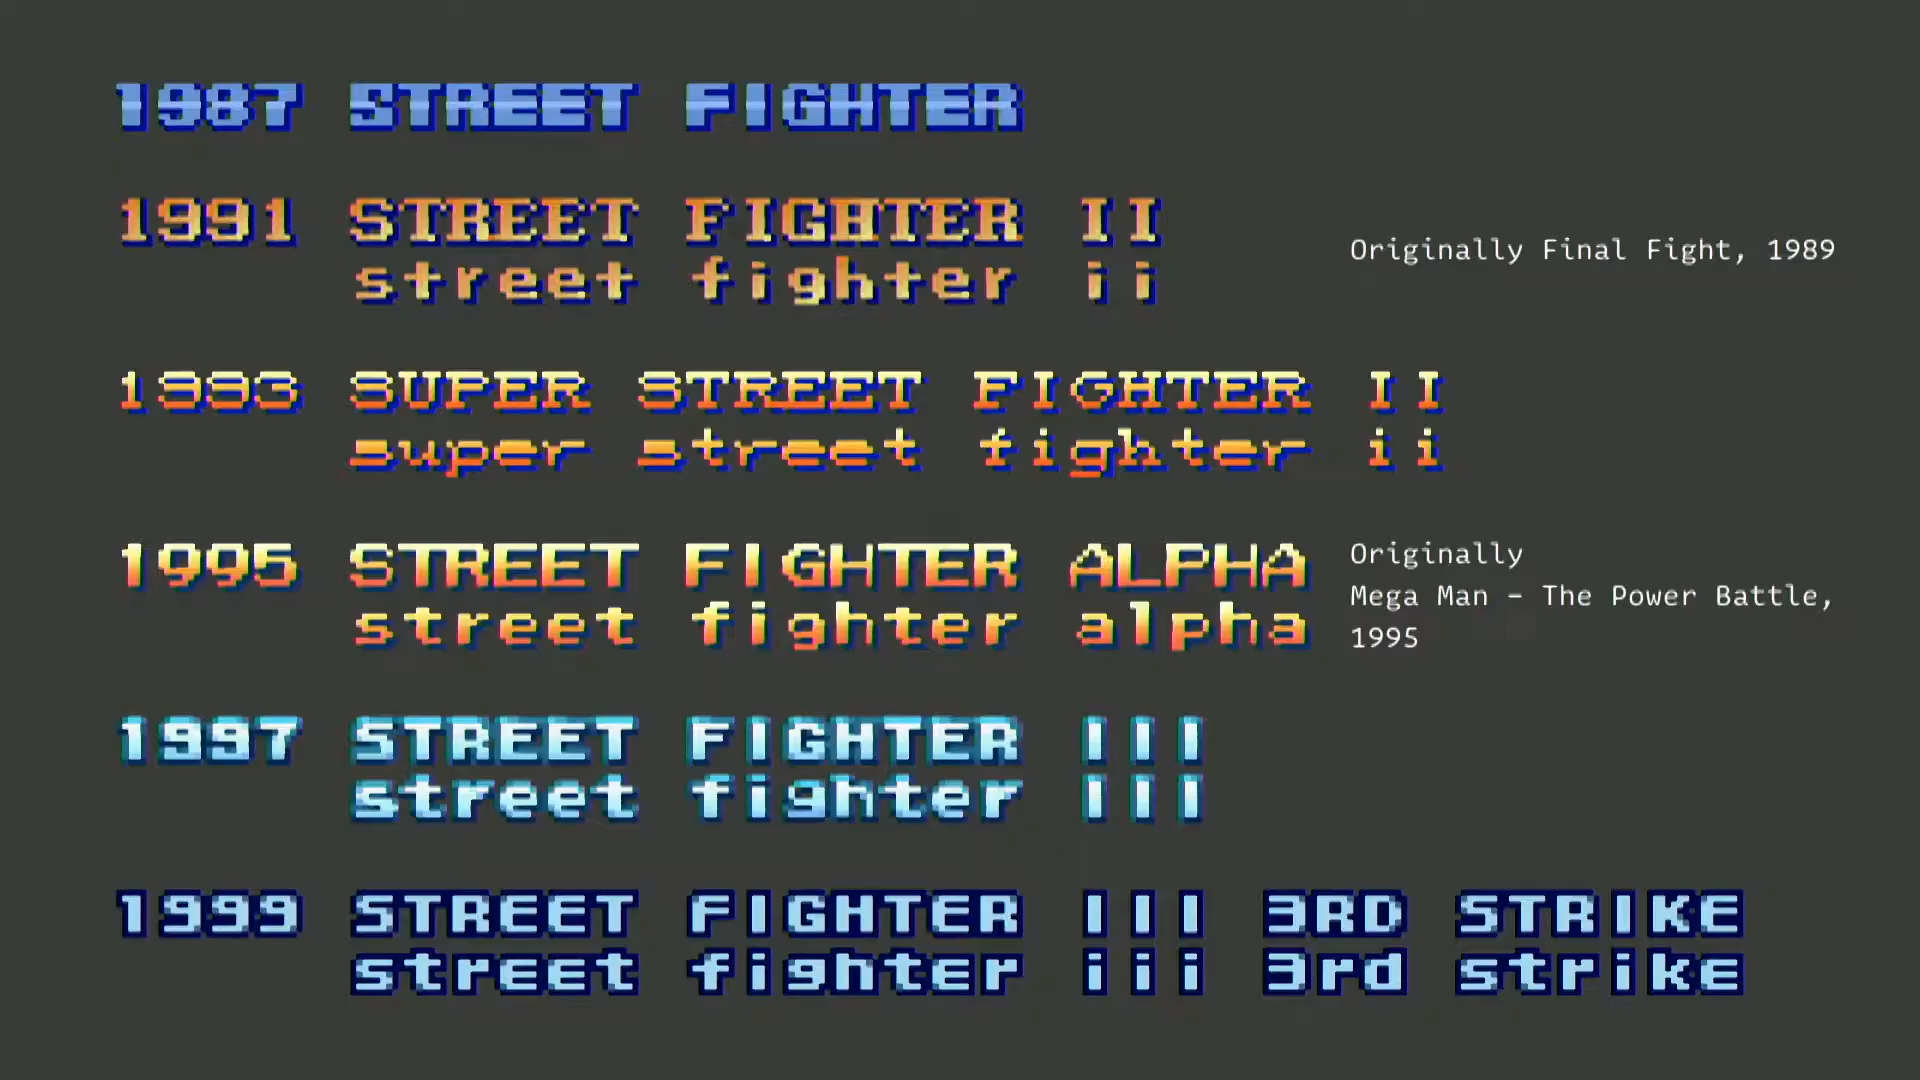 1987 STREET FIGHTER
1991 STREET FIGHTER II
street fighter ii
Originally Final Fight, 1989
1993 SUPER STREET FIGHTER II
super street fighter ii
1995 STREET FIGHTER ALPHA
street fighter alpha
Originally
Mega Man – The Power Battle,
1995
1997 STREET FIGHTER III
street fighter iii
1999 STREET FIGHTER III 3RD STRIKE
street fighter iii 3rd strike